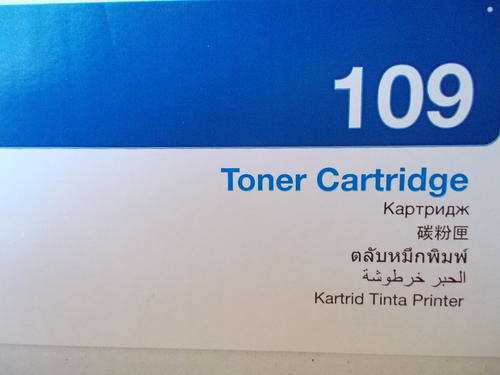 109
Toner Cartridge
Картридж
碳粉匣
ตลับหมึกพิมพ์
الحبر خرطوشة
Kartrid Tinta Printer